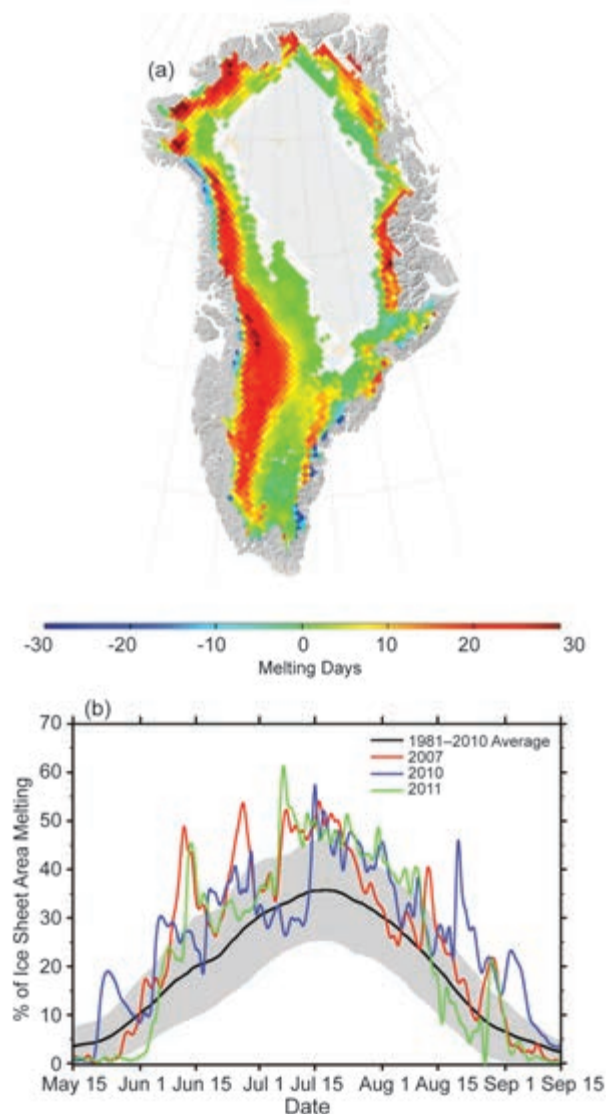 (a)
-30 -20 -10 0 10 20 30
Melting Days
(b)
70
60
50
40
30
20
10
0
% of Ice Sheet Area Melting
1981–2010 Average
2007
2010
2011
May 15 Jun 1 Jun 15 Jul 1 Jul 15 Aug 1 Aug 15 Sep 1 Sep 15
Date